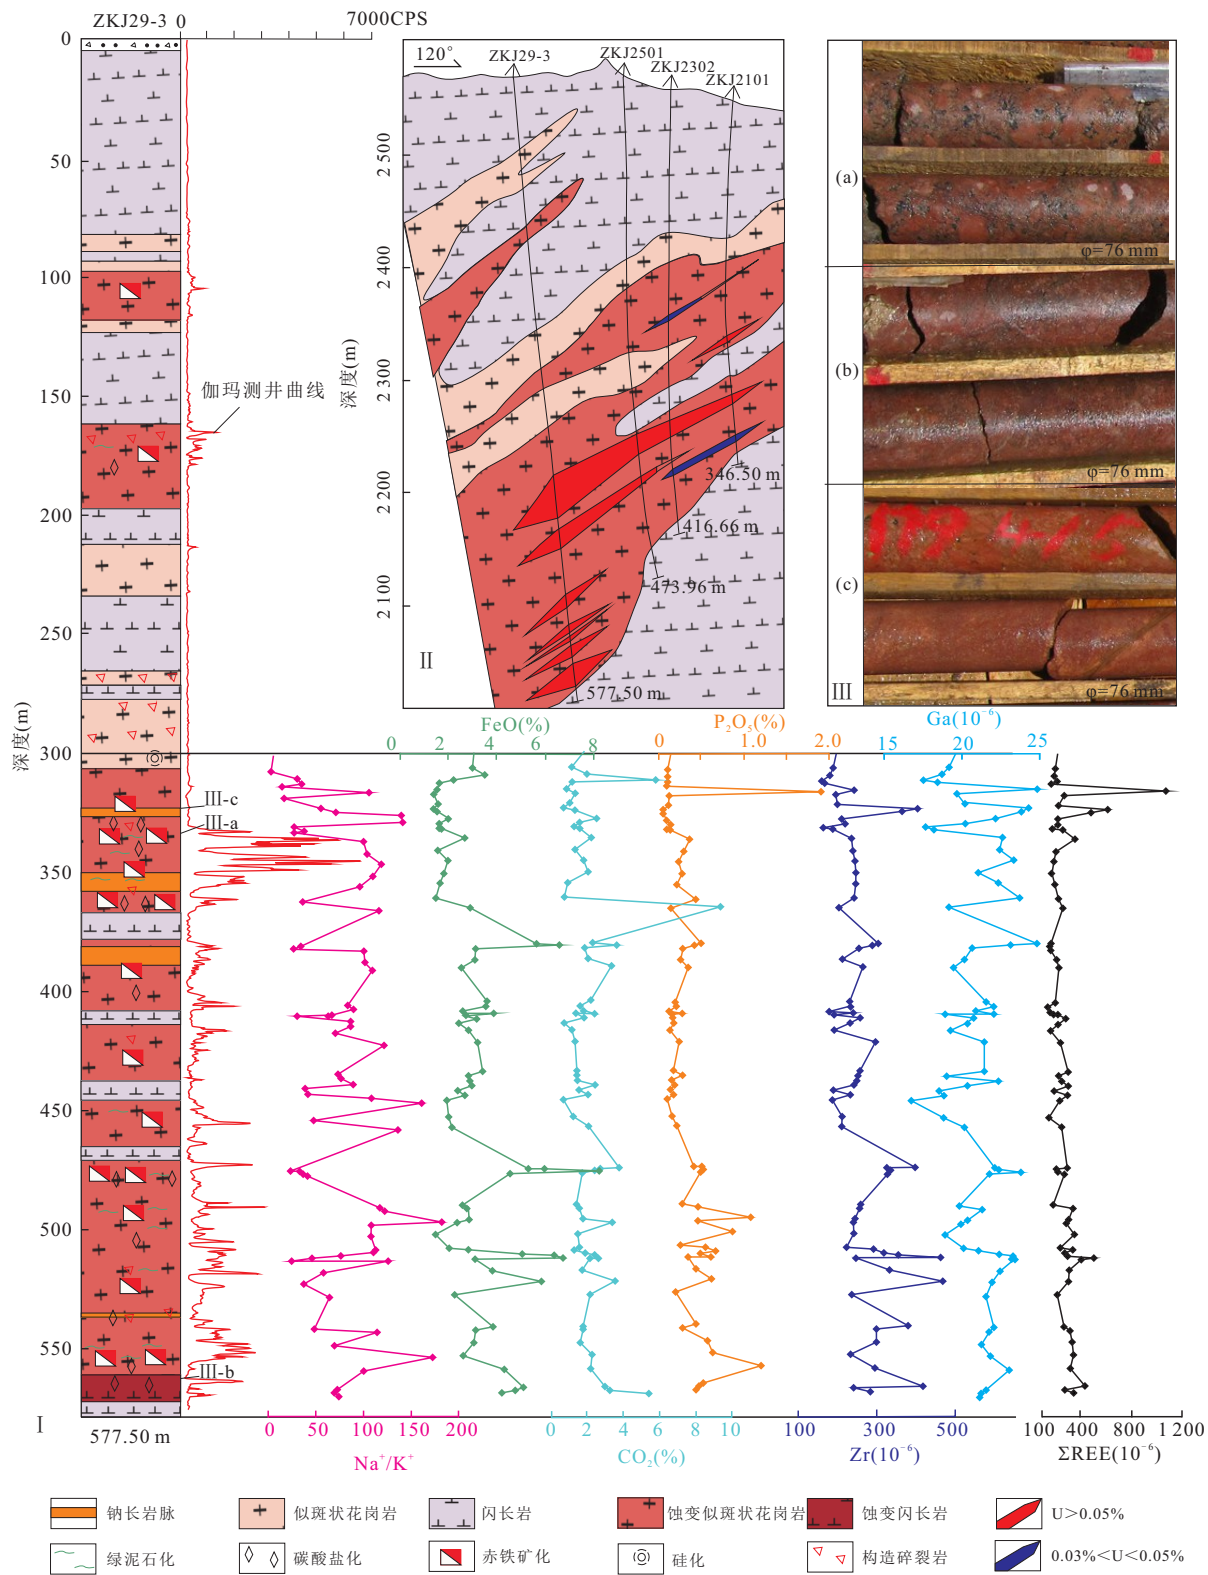 ZKJ29-3 0 7000CPS
0
50
100
150
200
250
300
350
400
450
500
550
深度(m)
伽玛测井曲线
III-c
III-a
III-b
I
577.50 m
120°
ZKJ29-3
ZKJ2501
ZKJ2302
ZKJ2101
2 500
2 400
2 300
2 200
2 100
深度(m)
346.50 m
416.66 m
473.96 m
577.50 m
II
(a)
φ=76 mm
(b)
φ=76 mm
(c)
φ=76 mm
III
FeO(%)
0 2 4 6 8
P₂O₅(%)
0 1.0 2.0
Ga(10⁻⁶)
15 20 25
0 50 100 150 200
Na⁺/K⁺
0 2 4 6 8 10
CO₂(%)
100 300 500
Zr(10⁻⁶)
100 400 800 1200
ΣREE(10⁻⁶)
钠长岩脉 似斑状花岗岩 闪长岩 蚀变似斑状花岗岩 蚀变闪长岩 U>0.05%
绿泥石化 碳酸盐化 赤铁矿化 硅化 构造碎裂岩 0.03%<U<0.05%